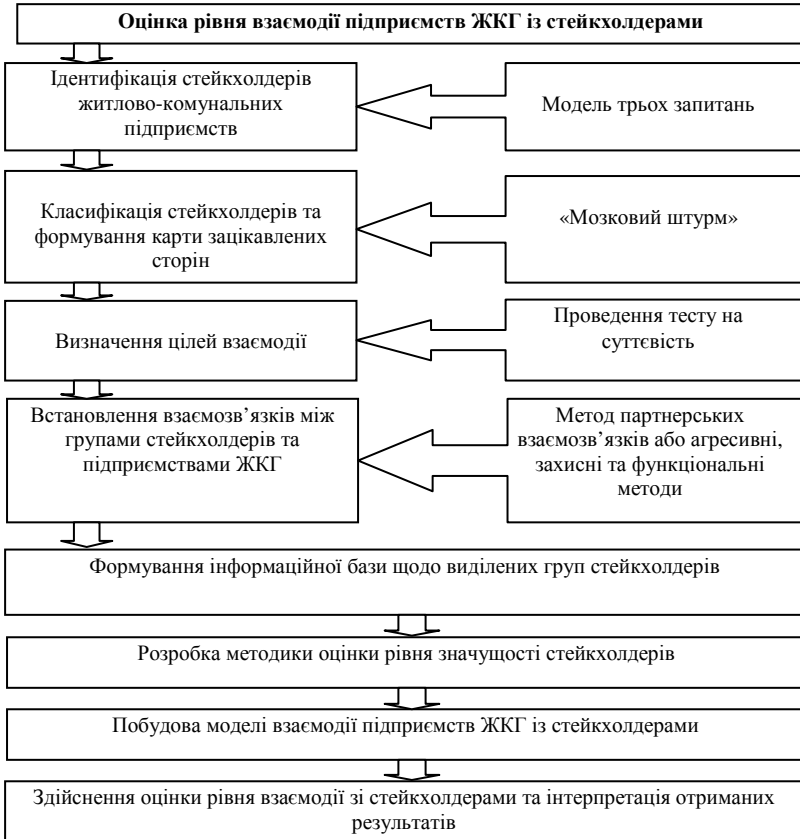 Оцінка рівня взаємодії підприємств ЖКГ із стейкхолдерами
Ідентифікація стейкхолдерів
житлово-комунальних
підприємств
Модель трьох запитань
Класифікація стейкхолдерів та
формування карти зацікавлених
сторін
«Мозковий штурм»
Визначення цілей взаємодії
Проведення тесту на
суттєвість
Встановлення взаємозв’язків між
групами стейкхолдерів та
підприємствами ЖКГ
Метод партнерських
взаємозв’язків або агресивні,
захисні та функціональні
методи
Формування інформаційної бази щодо виділених груп стейкхолдерів
Розробка методики оцінки рівня значущості стейкхолдерів
Побудова моделі взаємодії підприємств ЖКГ із стейкхолдерами
Здійснення оцінки рівня взаємодії зі стейкхолдерами та інтерпретація отриманих
результатів